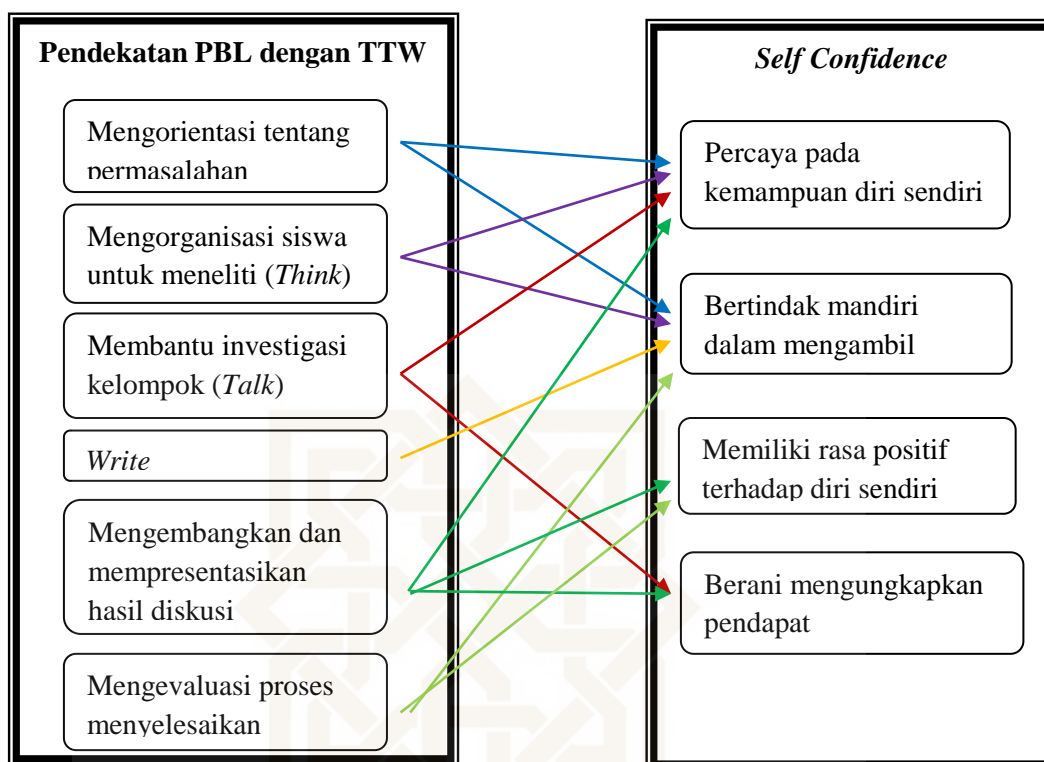 Pendekatan PBL dengan TTW
Mengorientasi tentang
permasalahan
Mengorganisasi siswa
untuk meneliti (Think)
Membantu investigasi
kelompok (Talk)
Write
Mengembangkan dan
mempresentasikan
hasil diskusi
Mengevaluasi proses
menyelesaikan
Self Confidence
Percaya pada
kemampuan diri sendiri
Bertindak mandiri
dalam mengambil
Memiliki rasa positif
terhadap diri sendiri
Berani mengungkapkan
pendapat